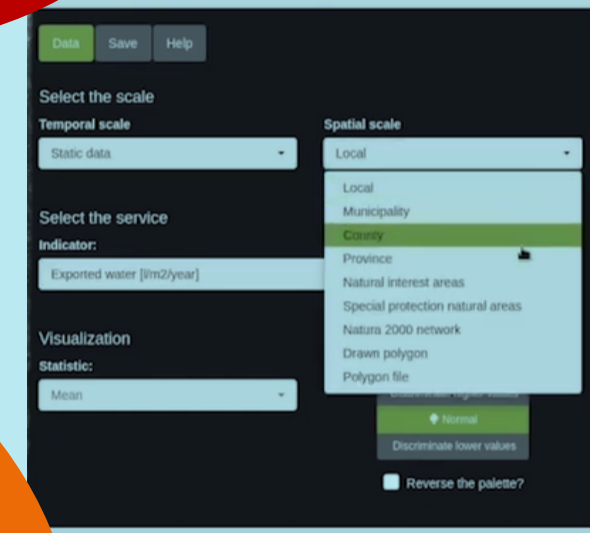 Data Save Help
Select the scale
Temporal scale Spatial scale
Static data Local
Local
Municipality
County
Province
Natural interest areas
Special protection natural areas
Natura 2000 network
Drawn polygon
Polygon file
Select the service
Indicator:
Exported water [l/m2/year]
Visualization
Statistic:
Mean
Normal
Discriminate lower values
Reverse the palette?